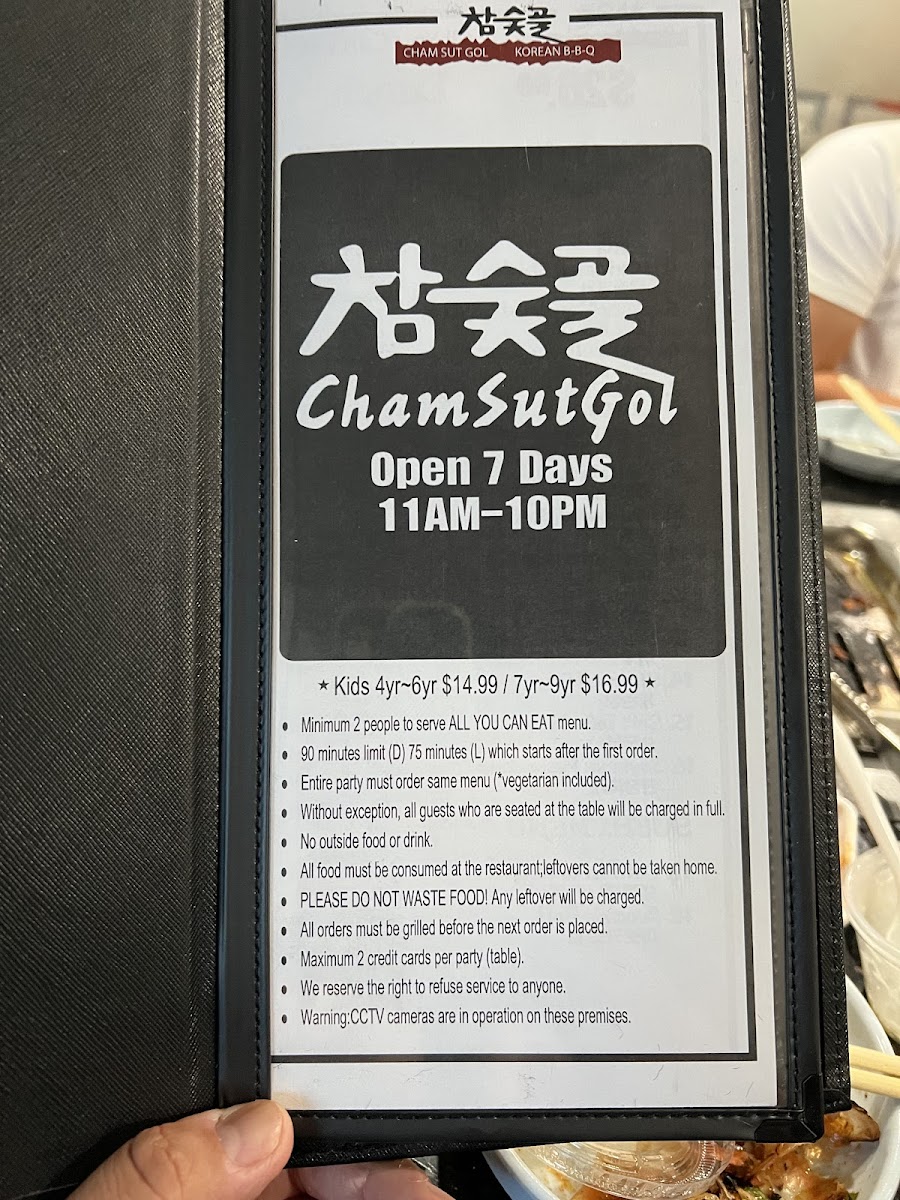 참숯골
CHAM SUT GOL KOREAN B-B-Q
참숯골
ChamSutGol
Open 7 Days
11AM-10PM
★ Kids 4yr~6yr $14.99 / 7yr~9yr $16.99 ★
• Minimum 2 people to serve ALL YOU CAN EAT menu.
• 90 minutes limit (D) 75 minutes (L) which starts after the first order.
• Entire party must order same menu (*vegetarian included).
• Without exception, all guests who are seated at the table will be charged in full.
• No outside food or drink.
• All food must be consumed at the restaurant;leftovers cannot be taken home.
• PLEASE DO NOT WASTE FOOD! Any leftover will be charged.
• All orders must be grilled before the next order is placed.
• Maximum 2 credit cards per party (table).
• We reserve the right to refuse service to anyone.
• Warning:CCTV cameras are in operation on these premises.